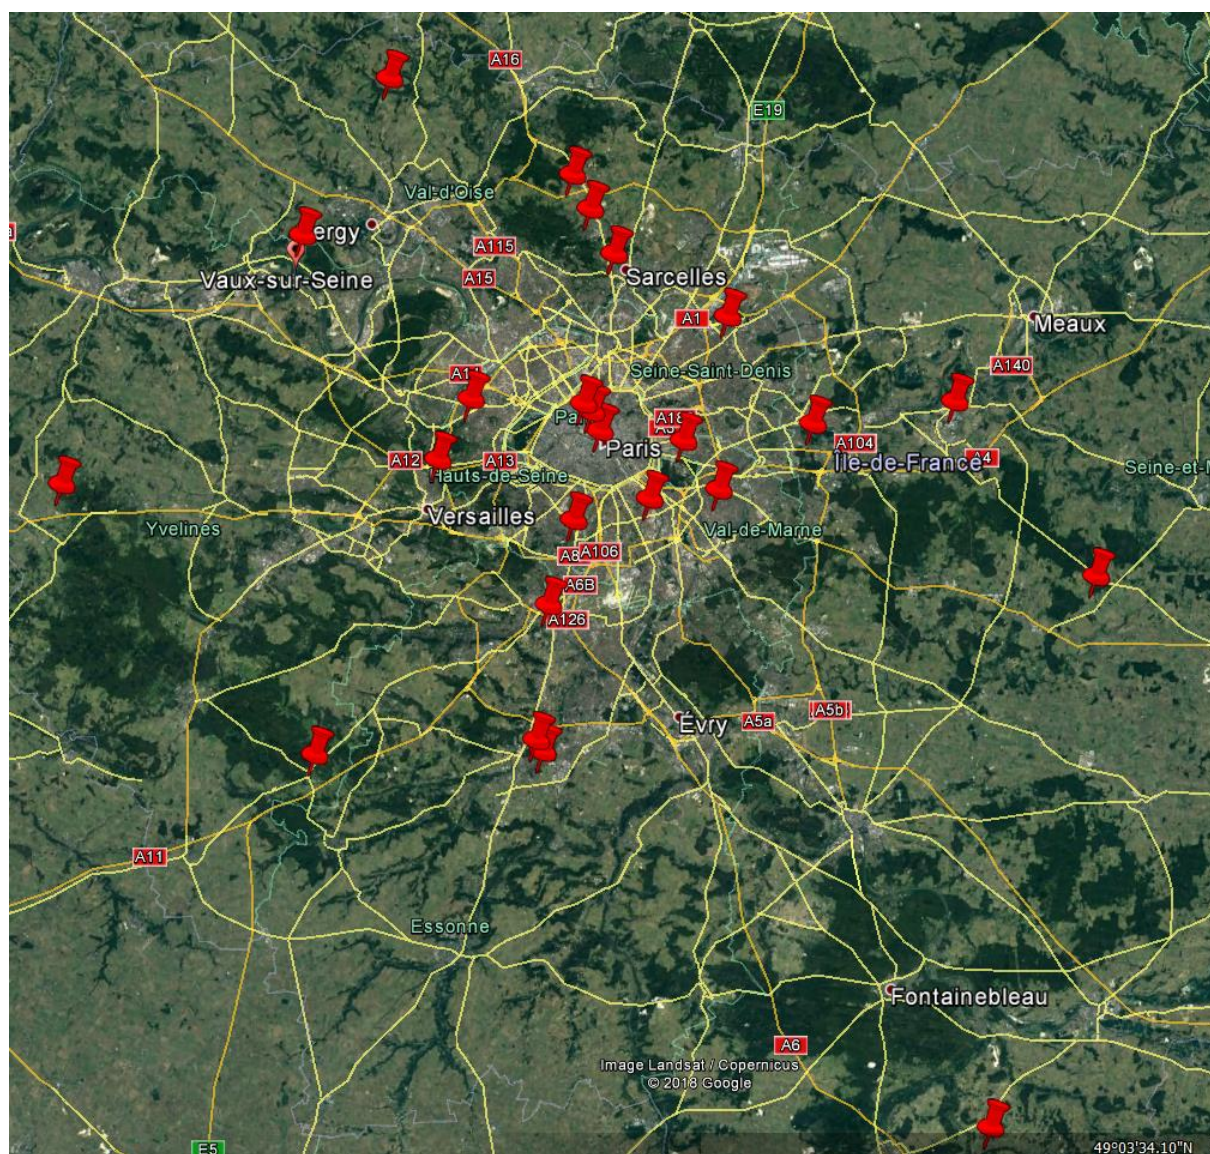 A16
E19
Val-d'Oise
ergy
A115
Vaux-sur-Seine
A15
Sarcelles
A1
Meaux
A140
Seine-Saint-Denis
A18
Paris
A104
A4
A12
A13
Île-de-France
Hauts-de-Seine
Seine-et-M
Versailles
Yvelines
Val-de-Marne
A106
A6B
A126
Évry
A5a
A5b
A11
Essonne
Fontainebleau
A6
Image Landsat / Copernicus
© 2018 Google
E5
49°03'34.10"N